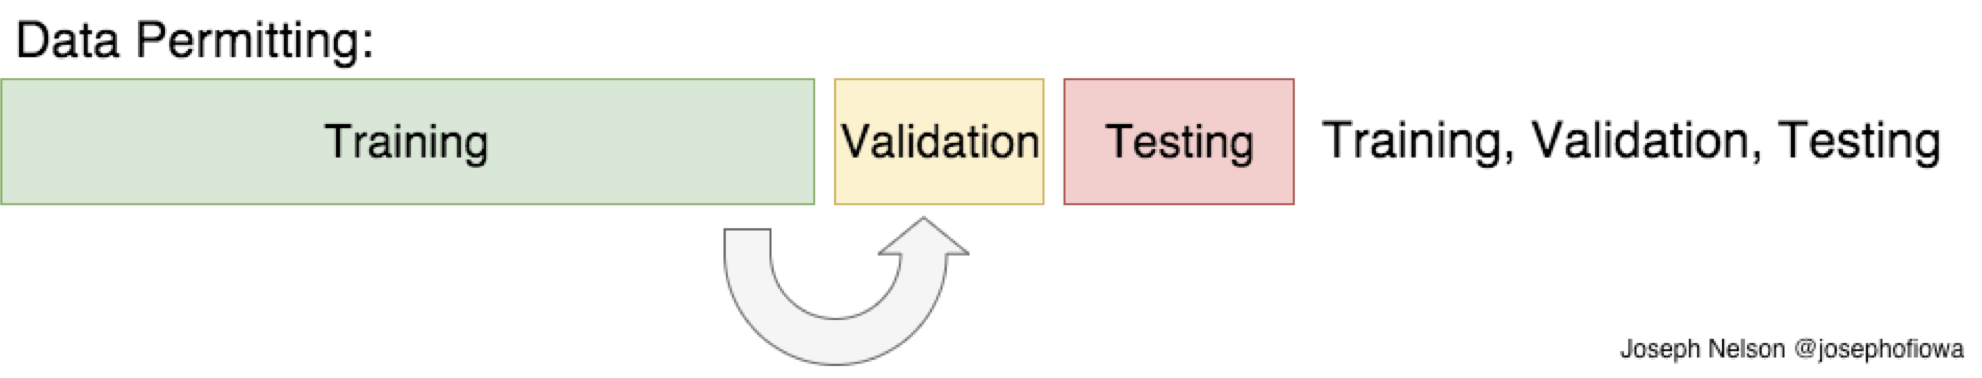 Data Permitting:
Training Validation Testing Training, Validation, Testing
Joseph Nelson @josephofiowa